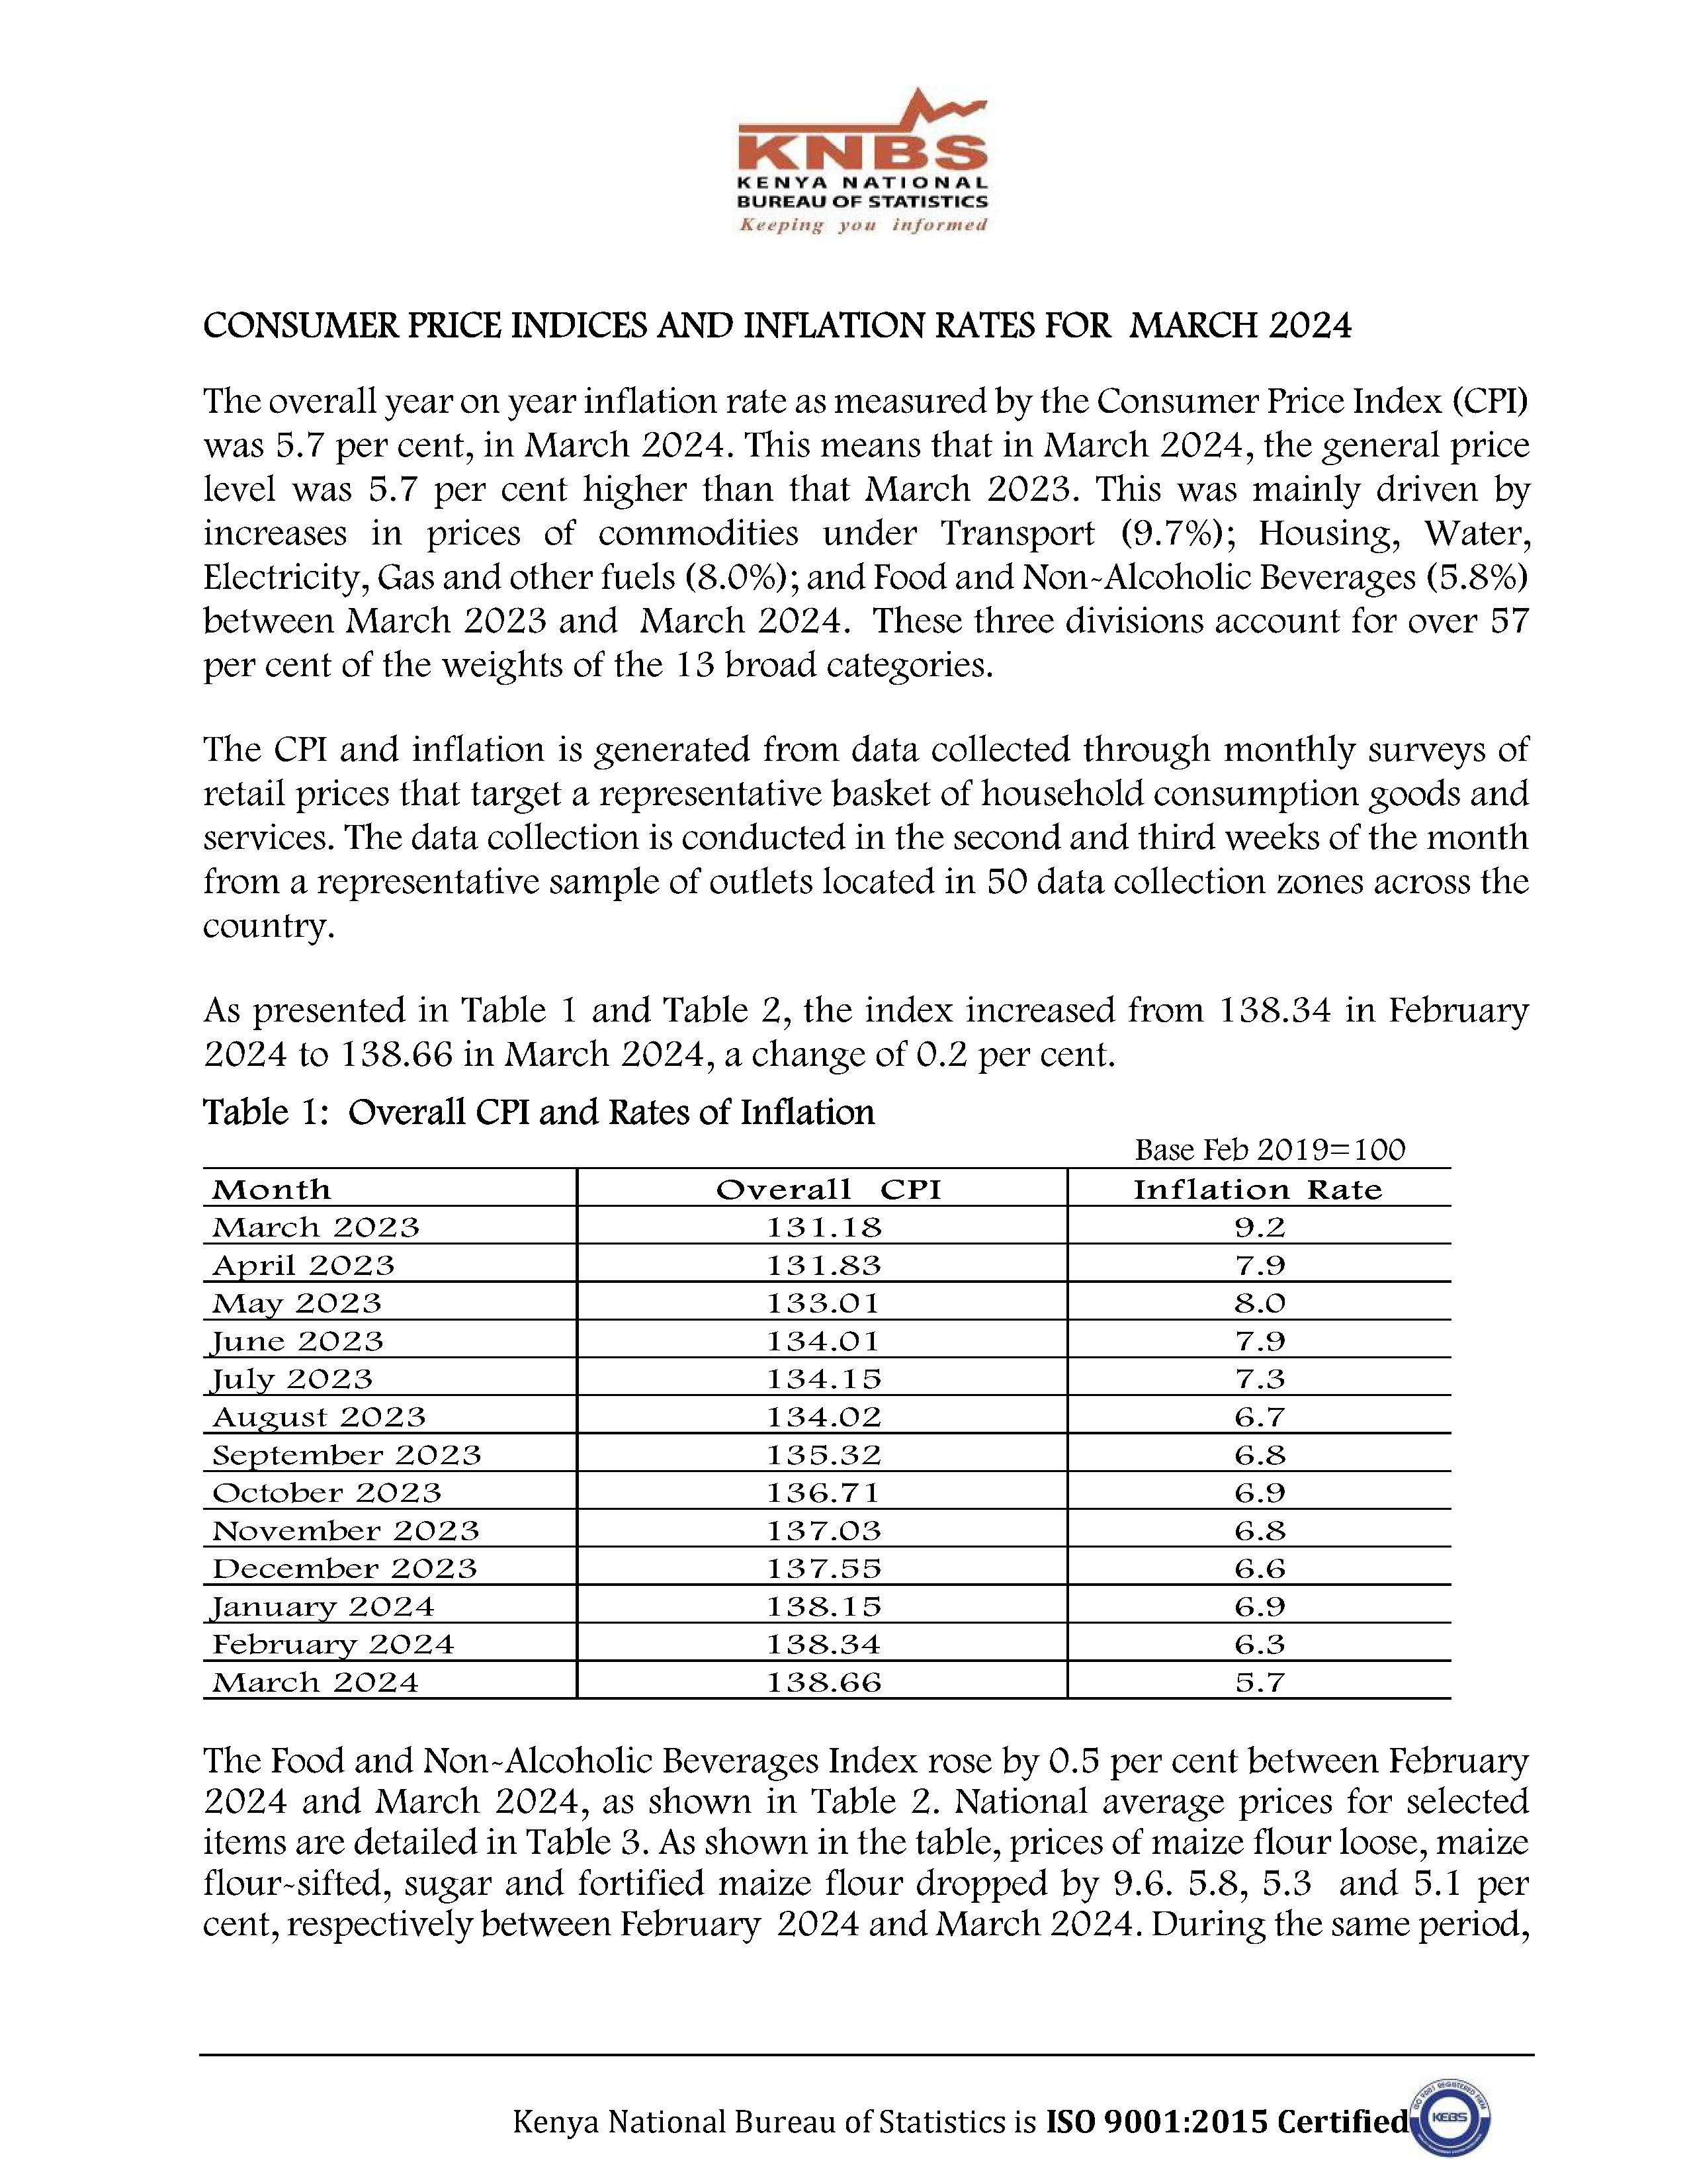 KNBS
KENYA NATIONAL
BUREAU OF STATISTICS
Keeping you informed
CONSUMER PRICE INDICES AND INFLATION RATES FOR MARCH 2024
The overall year on year inflation rate as measured by the Consumer Price Index (CPI)
was 5.7 per cent, in March 2024. This means that in March 2024, the general price
level was 5.7 per cent higher than that March 2023. This was mainly driven by
increases in prices of commodities under Transport (9.7%); Housing, Water,
Electricity, Gas and other fuels (8.0%); and Food and Non-Alcoholic Beverages (5.8%)
between March 2023 and March 2024. These three divisions account for over 57
per cent of the weights of the 13 broad categories.
The CPI and inflation is generated from data collected through monthly surveys of
retail prices that target a representative basket of household consumption goods and
services. The data collection is conducted in the second and third weeks of the month
from a representative sample of outlets located in 50 data collection zones across the
country.
As presented in Table 1 and Table 2, the index increased from 138.34 in February
2024 to 138.66 in March 2024, a change of 0.2 per cent.
Table 1: Overall CPI and Rates of Inflation
Base Feb 2019=100
Month Overall CPI Inflation Rate
March 2023 131.18 9.2
April 2023 131.83 7.9
May 2023 133.01 8.0
June 2023 134.01 7.9
July 2023 134.15 7.3
August 2023 134.02 6.7
September 2023 135.32 6.8
October 2023 136.71 6.9
November 2023 137.03 6.8
December 2023 137.55 6.6
January 2024 138.15 6.9
February 2024 138.34 6.3
March 2024 138.66 5.7
The Food and Non-Alcoholic Beverages Index rose by 0.5 per cent between February
2024 and March 2024, as shown in Table 2. National average prices for selected
items are detailed in Table 3. As shown in the table, prices of maize flour loose, maize
flour-sifted, sugar and fortified maize flour dropped by 9.6. 5.8, 5.3 and 5.1 per
cent, respectively between February 2024 and March 2024. During the same period,
Kenya National Bureau of Statistics is ISO 9001:2015 Certified
ISO 9001 REGISTERED FIRM
KEBS